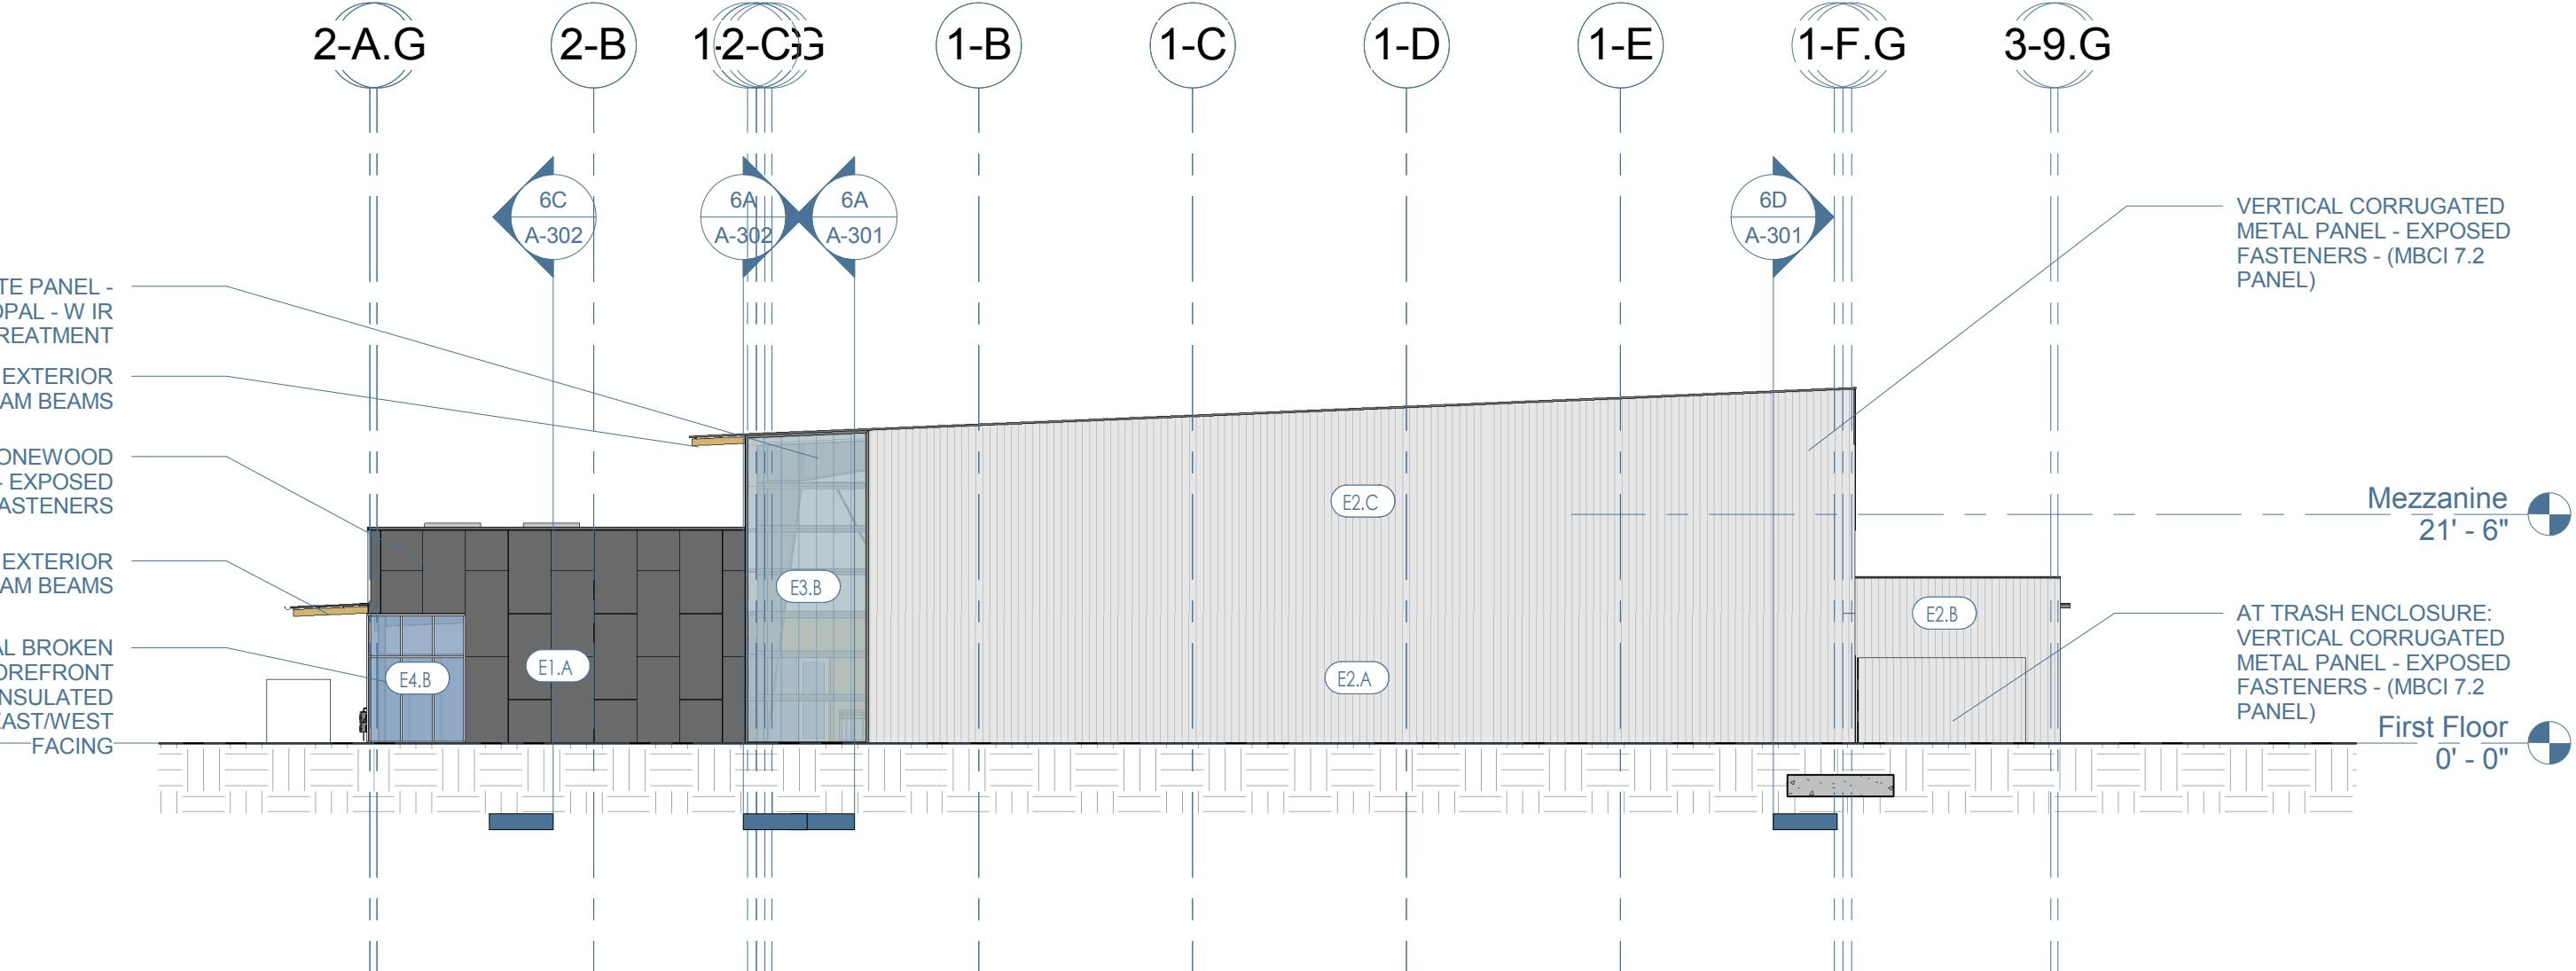 2-A.G
2-B
2-C
1-B
1-C
1-D
1-E
1-F.G
3-9.G
6C
A-302
6A
A-302
6A
A-301
6D
A-301
VERTICAL CORRUGATED
METAL PANEL - EXPOSED
FASTENERS - (MBCI 7.2
PANEL)
TE PANEL -
OPAL - W IR
REATMENT
EXTERIOR
AM BEAMS
ONEWOOD
- EXPOSED
ASTENERS
EXTERIOR
AM BEAMS
AL BROKEN
OREFRONT
NSULATED
EAST/WEST
FACING
E2.C
E3.B
E2.B
E1.A
E4.B
E2.A
Mezzanine
21' - 6"
AT TRASH ENCLOSURE:
VERTICAL CORRUGATED
METAL PANEL - EXPOSED
FASTENERS - (MBCI 7.2
PANEL)
First Floor
0' - 0"